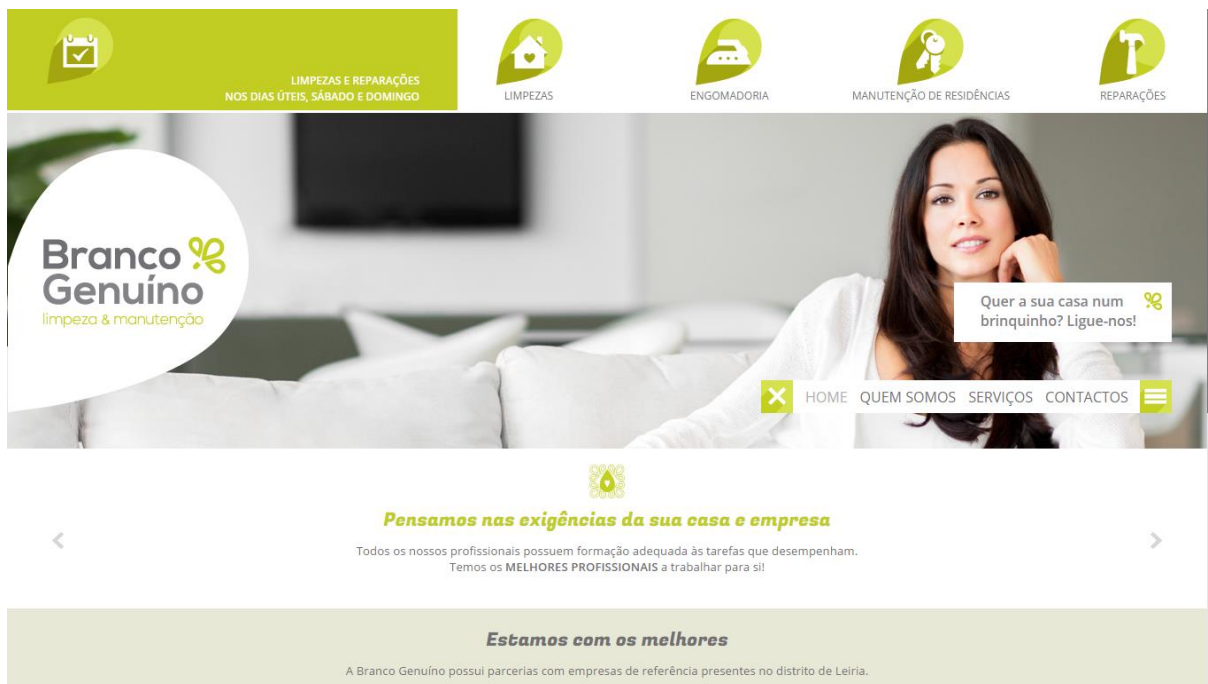 LIMPEZAS E REPARAÇÕES
NOS DIAS ÚTEIS, SÁBADO E DOMINGO
LIMPEZAS
ENGOMADORIA
MANUTENÇÃO DE RESIDÊNCIAS
REPARAÇÕES
Branco
Genuíno
limpeza & manutenção
Quer a sua casa num
brinquinho? Ligue-nos!
HOME QUEM SOMOS SERVIÇOS CONTACTOS
Pensamos nas exigências da sua casa e empresa
Todos os nossos profissionais possuem formação adequada às tarefas que desempenham.
Temos os MELHORES PROFISSIONAIS a trabalhar para si!
Estamos com os melhores
A Branco Genuíno possui parcerias com empresas de referência presentes no distrito de Leiria.